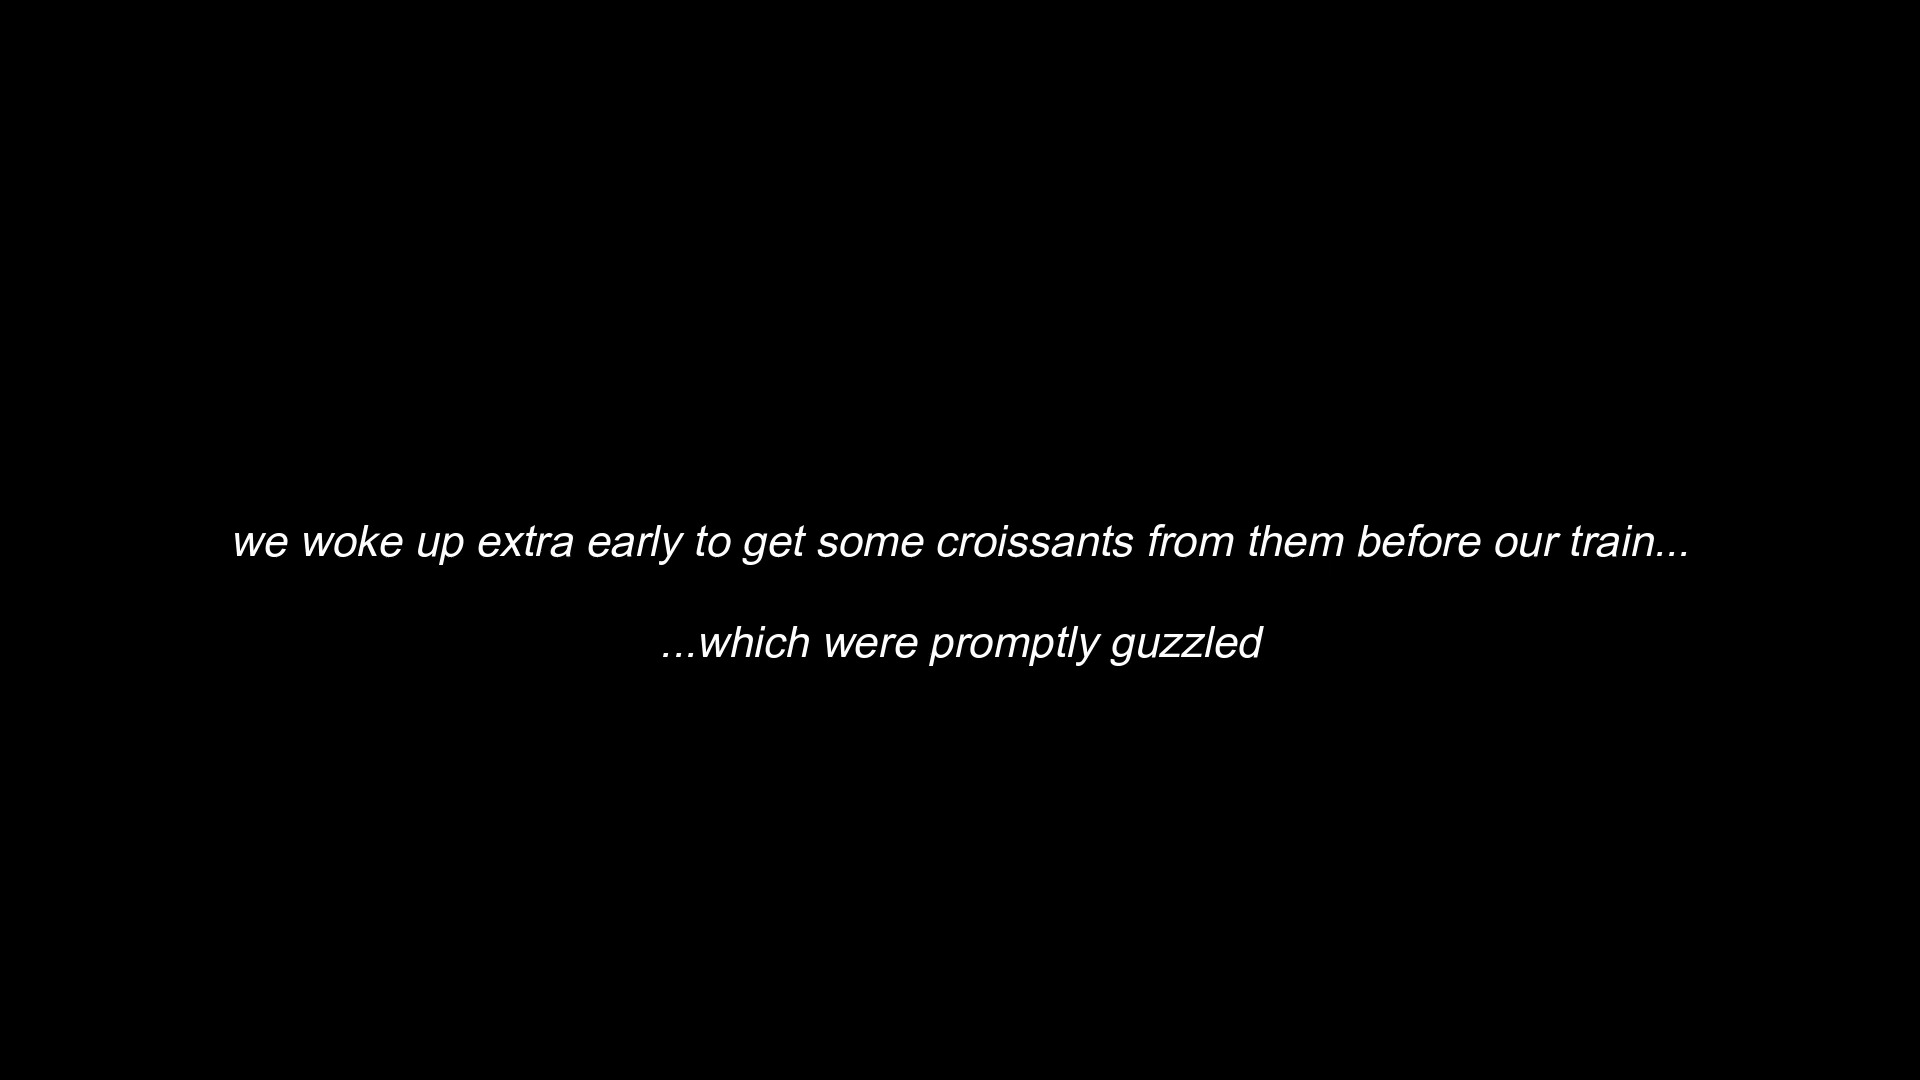 we woke up extra early to get some croissants from them before our train...
...which were promptly guzzled